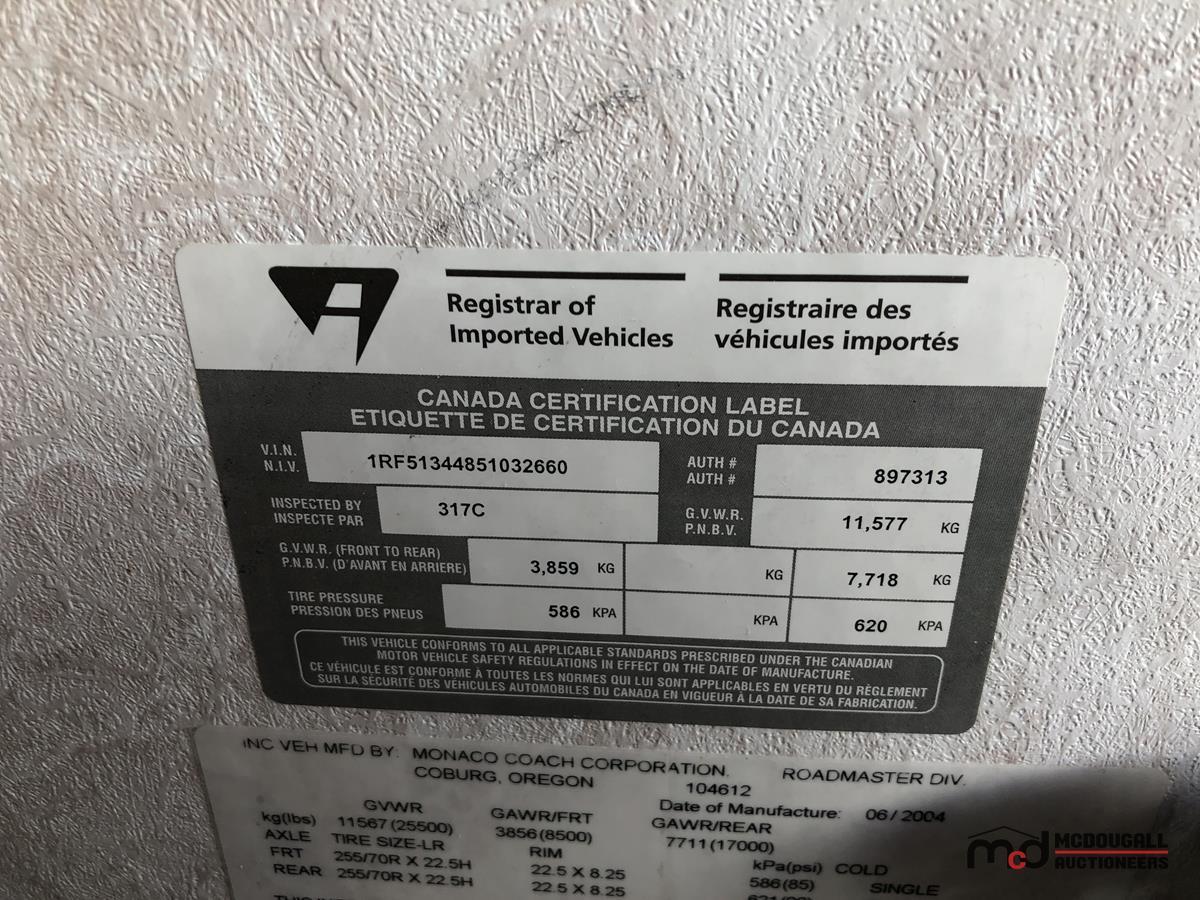 Registrar of
Imported Vehicles
Registraire des
véhicules importés
CANADA CERTIFICATION LABEL
ETIQUETTE DE CERTIFICATION DU CANADA
V.I.N.
N.I.V.
1RF51344851032660
AUTH #
AUTH #
897313
INSPECTED BY
INSPECTE PAR
317C
G.V.W.R.
P.N.B.V.
11,577 KG
G.V.W.R. (FRONT TO REAR)
P.N.B.V. (D'AVANT EN ARRIERE)
3,859 KG
KG
7,718 KG
TIRE PRESSURE
PRESSION DES PNEUS
586 KPA
KPA
620 KPA
THIS VEHICLE CONFORMS TO ALL APPLICABLE STANDARDS PRESCRIBED UNDER THE CANADIAN
MOTOR VEHICLE SAFETY REGULATIONS IN EFFECT ON THE DATE OF MANUFACTURE.
CE VÉHICULE EST CONFORME À TOUTES LES NORMES QUI LUI SONT APPLICABLES EN VERTU DU RÈGLEMENT
SUR LA SÉCURITÉ DES VÉHICULES AUTOMOBILES DU CANADA EN VIGUEUR À LA DATE DE SA FABRICATION.
INC VEH MFD BY: MONACO COACH CORPORATION, ROADMASTER DIV.
COBURG, OREGON 104612
GVWR GAWR/FRT Date of Manufacture: 06/2004
kg(lbs) 11567(25500) 3856(8500) GAWR/REAR
AXLE TIRE SIZE-LR RIM 7711(17000)
FRT 255/70R X 22.5H 22.5 X 8.25 kPa(psi) COLD
REAR 255/70R X 22.5H 22.5 X 8.25 586(85) SINGLE
mcd MCDOUGALL
AUCTIONEERS